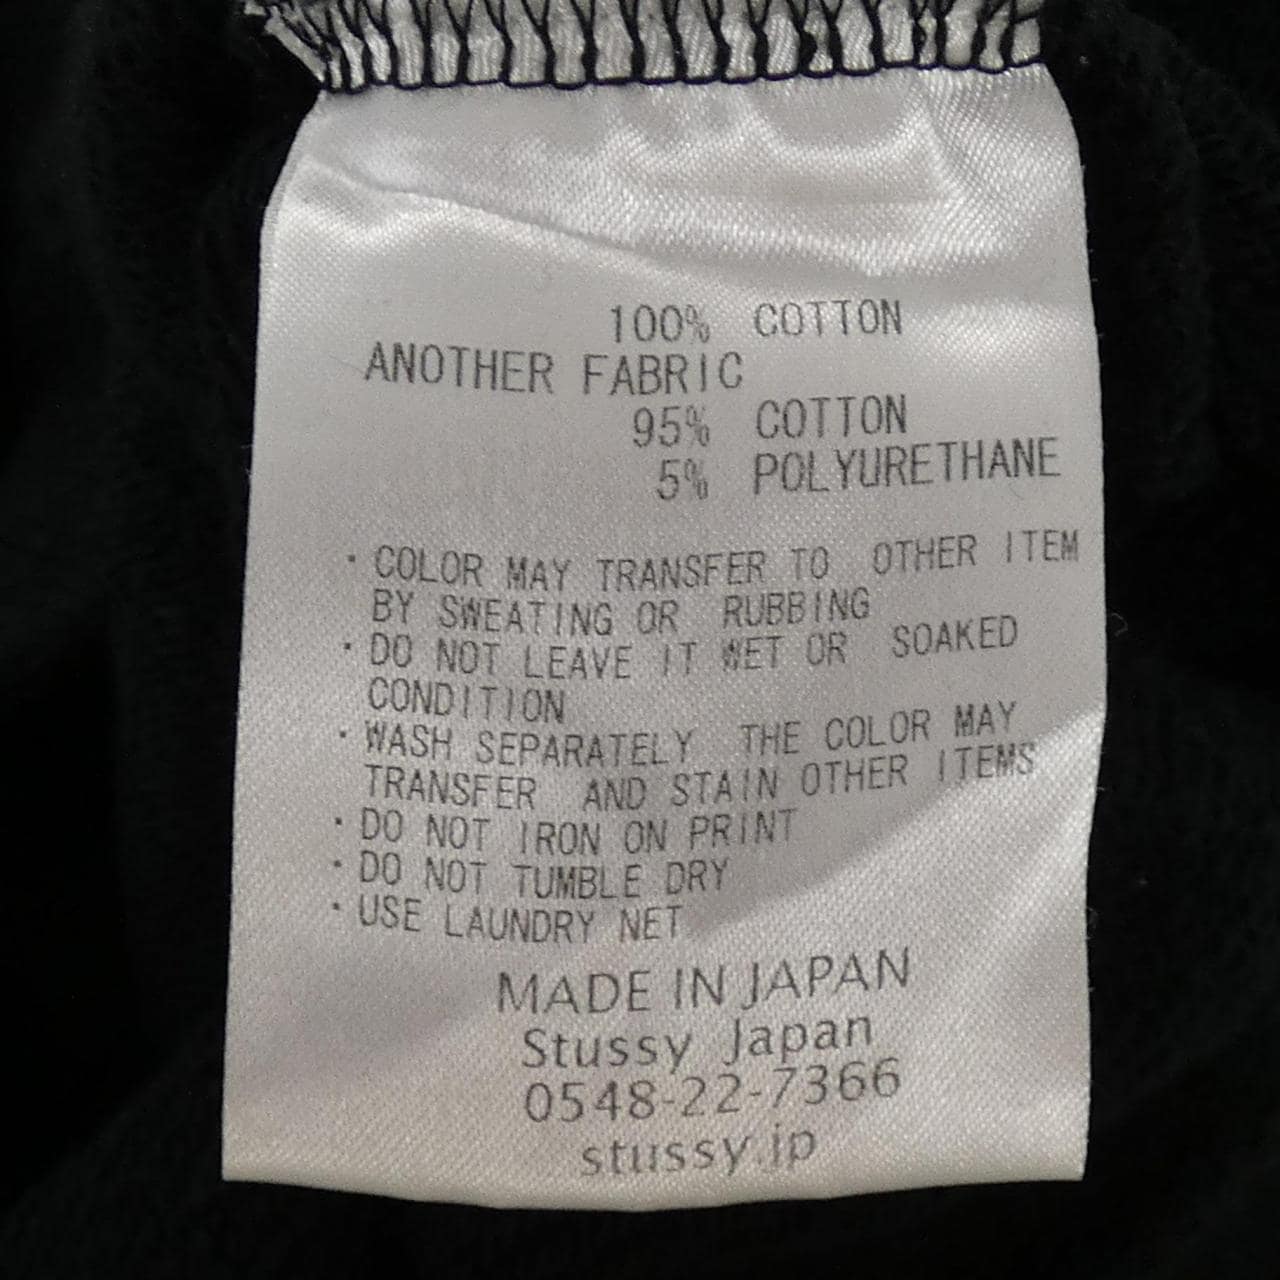 100% COTTON
ANOTHER FABRIC
95% COTTON
5% POLYURETHANE
・COLOR MAY TRANSFER TO OTHER ITEM
BY SWEATING OR RUBBING
・DO NOT LEAVE IT WET OR SOAKED
CONDITION
・WASH SEPARATELY THE COLOR MAY
TRANSFER AND STAIN OTHER ITEMS
・DO NOT IRON ON PRINT
・DO NOT TUMBLE DRY
・USE LAUNDRY NET
MADE IN JAPAN
Stussy Japan
0548-22-7366
stussy.jp